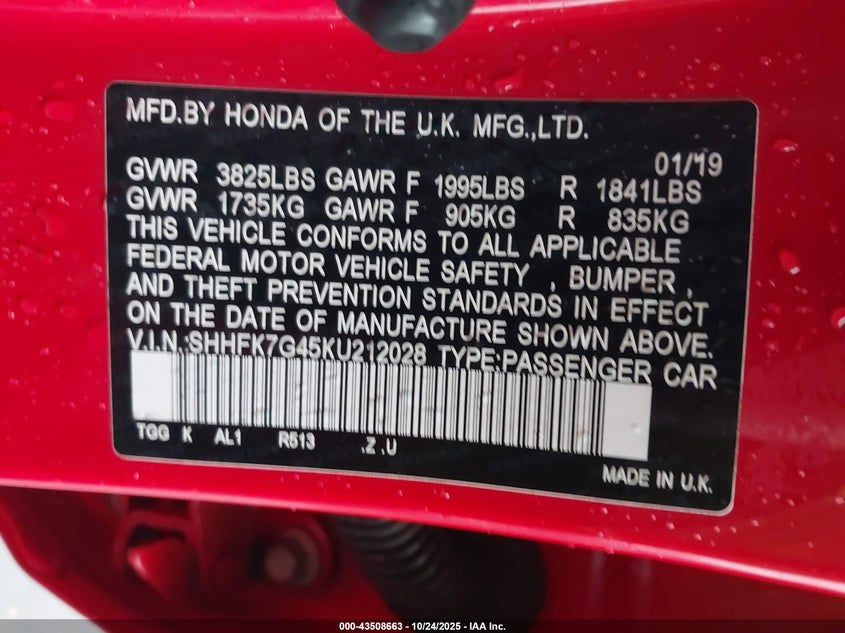 MFD.BY HONDA OF THE U.K. MFG.,LTD.
01/19
GVWR 3825LBS GAWR F 1995LBS R 1841LBS
GVWR 1735KG GAWR F 905KG R 835KG
THIS VEHICLE CONFORMS TO ALL APPLICABLE
FEDERAL MOTOR VEHICLE SAFETY , BUMPER ,
AND THEFT PREVENTION STANDARDS IN EFFECT
ON THE DATE OF MANUFACTURE SHOWN ABOVE.
V.I.N.:SHHFK7G45KU212028 TYPE:PASSENGER CAR
TGG K AL1 R513 .Z .U
MADE IN U.K.
000-43508663 - 10/24/2025 - IAA Inc.